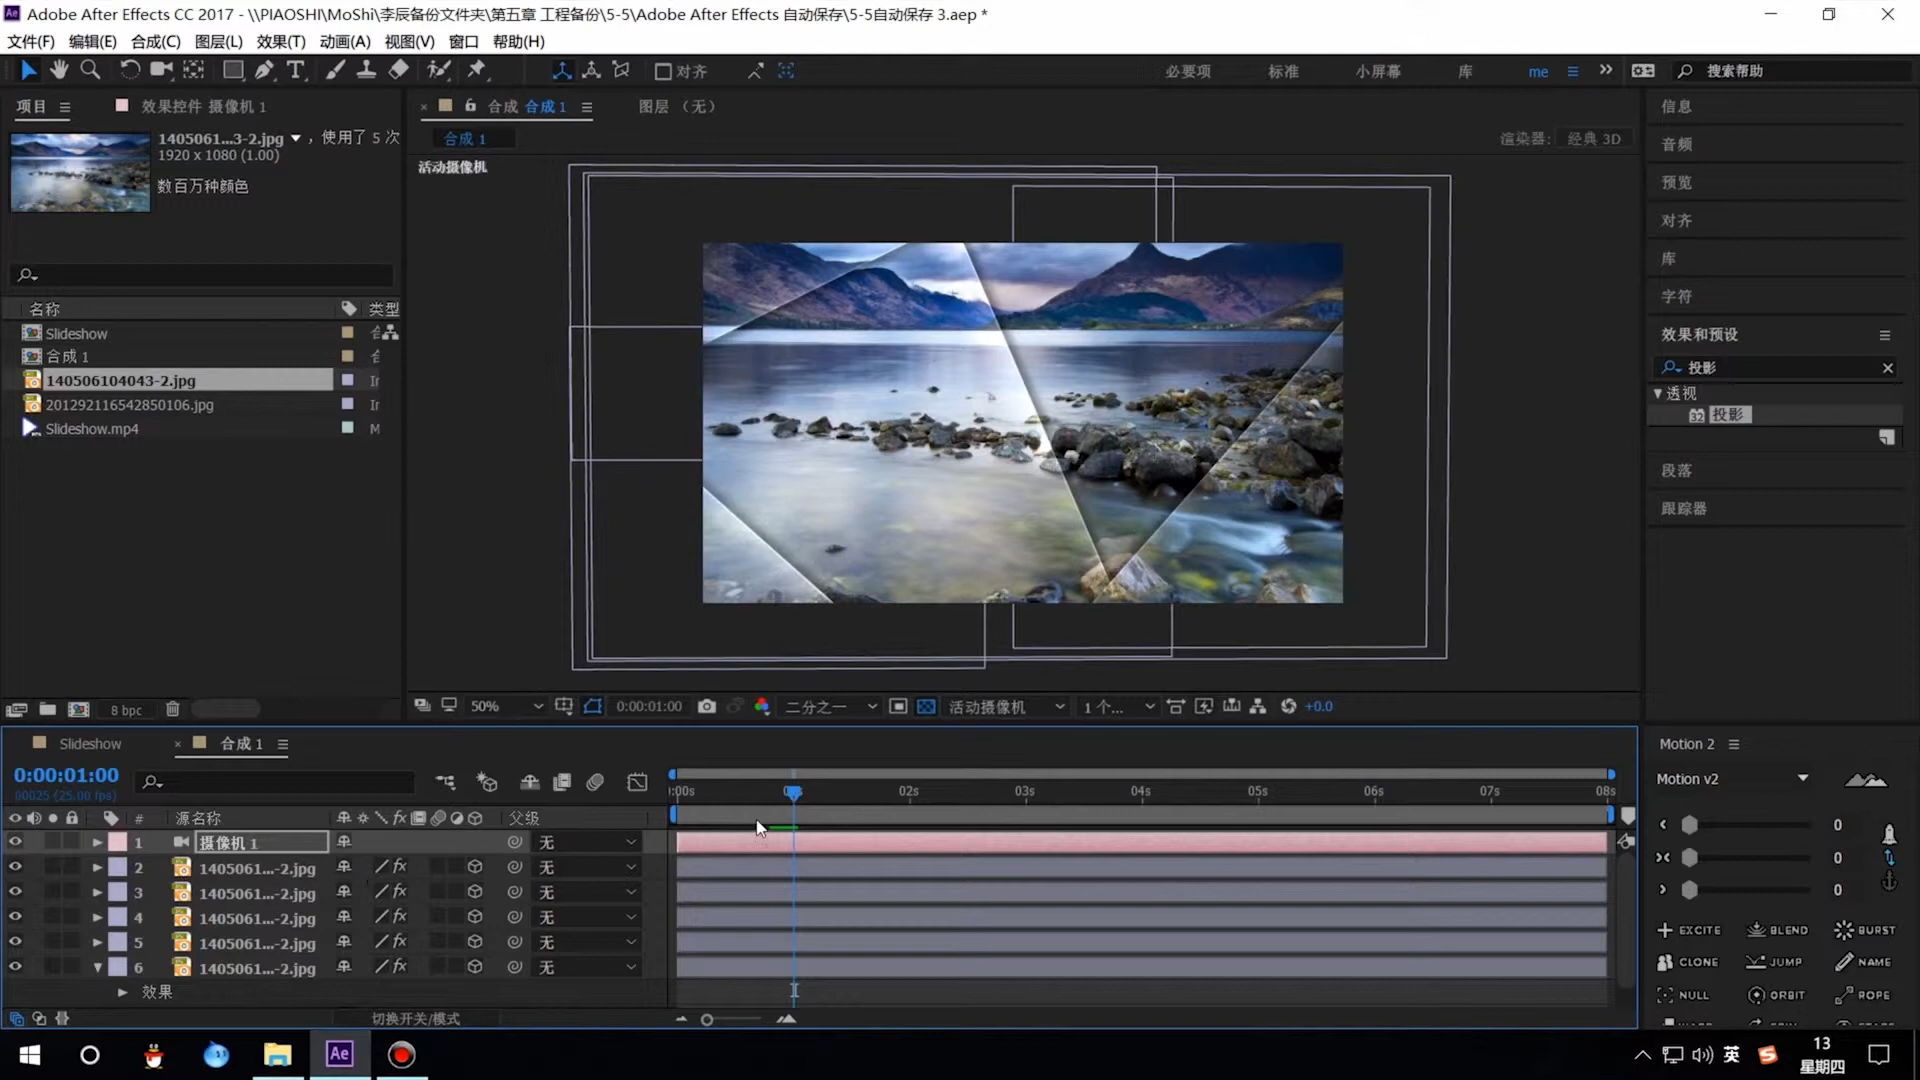 Adobe After Effects CC 2017 - \\PIAOSHI\MoShi\李辰备份文件夹\第五章 工程备份\5-5\Adobe After Effects 自动保存\5-5自动保存 3.aep *
文件(F) 编辑(E) 合成(C) 图层(L) 效果(T) 动画(A) 视图(V) 窗口 帮助(H)
对齐 必要项 标准 小屏幕 库 me 搜索帮助
项目 效果控件 摄像机 1
合成 合成 1 图层 (无)
信息
1405061...3-2.jpg ，使用了 5 次
1920 x 1080 (1.00)
数百万种颜色
合成 1
渲染器: 经典 3D
活动摄像机
音频
预览
对齐
库
字符
效果和预设
投影
透视
32 投影
段落
跟踪器
名称 类型
Slideshow 合
合成 1 合
140506104043-2.jpg
201292116542850106.jpg
Slideshow.mp4 M
8 bpc
50% 0:00:01:00 二分之一 活动摄像机 1 个... +0.0
Slideshow 合成 1
0:00:01:00
00025 (25.00 fps)
:00s 02s 03s 04s 05s 06s 07s 08s
# 源名称 fx 父级
1 摄像机 1 无
2 1405061...-2.jpg fx 无
3 1405061...-2.jpg fx 无
4 1405061...-2.jpg fx 无
5 1405061...-2.jpg fx 无
6 1405061...-2.jpg fx 无
效果
切换开关/模式
Motion 2
Motion v2
0
0
0
EXCITE BLEND BURST
CLONE JUMP NAME
NULL ORBIT ROPE
Ae 英 13
星期四